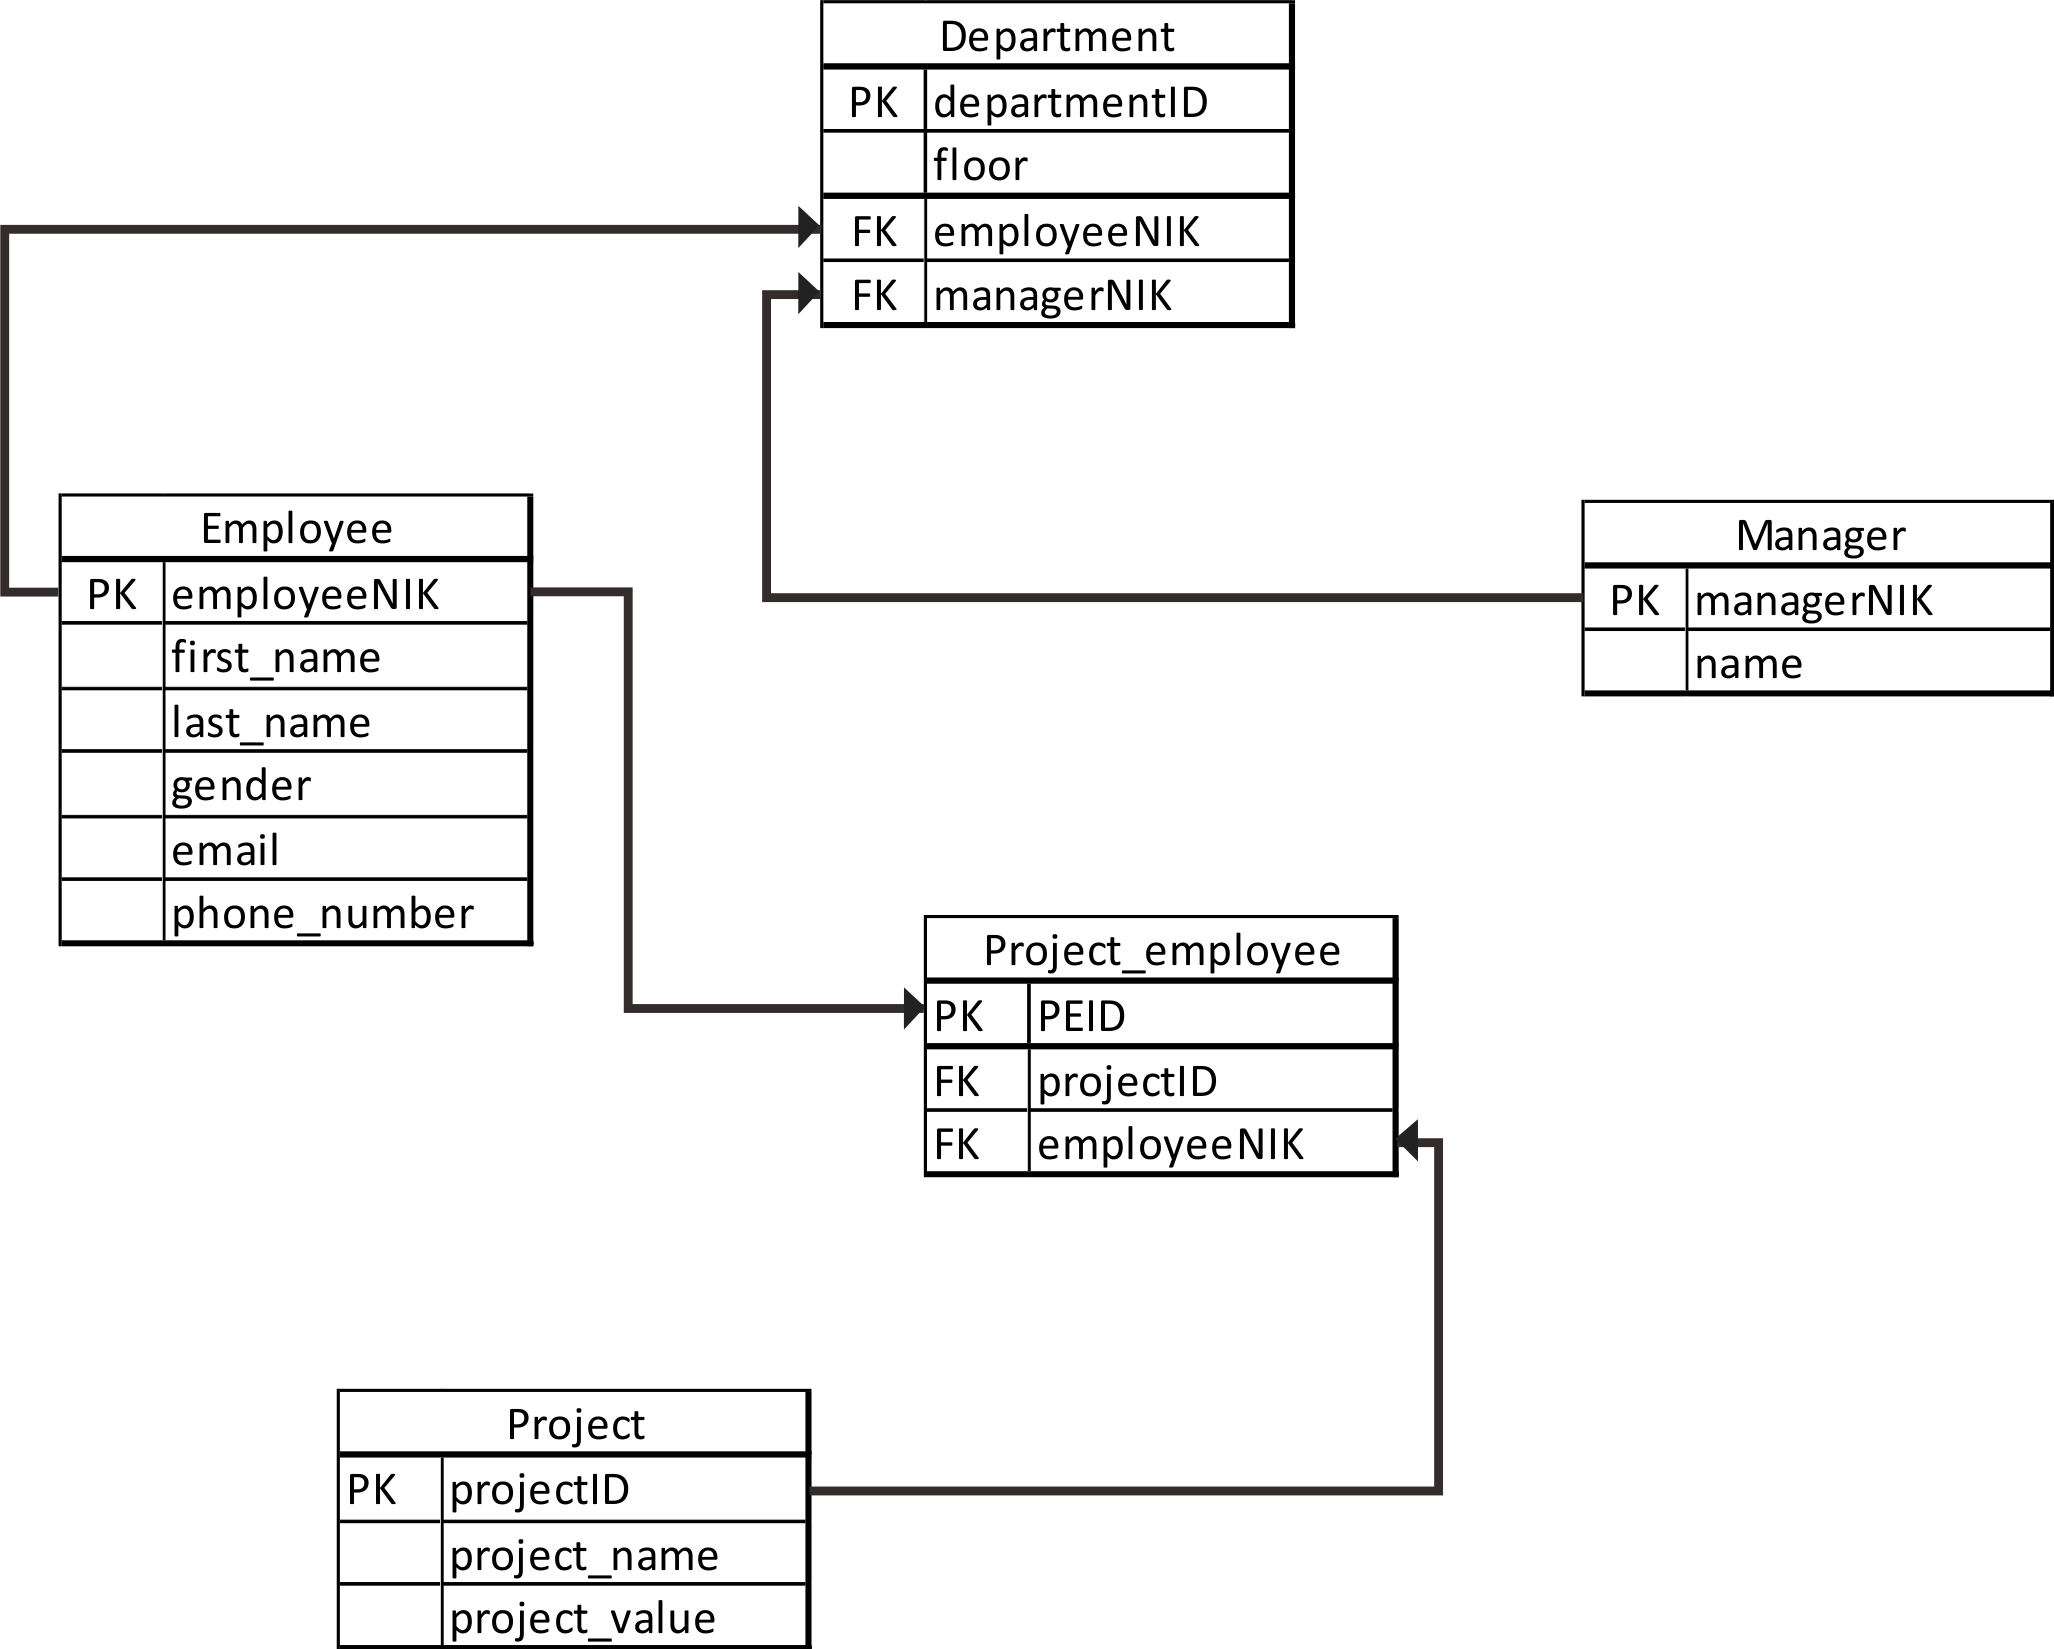 Department
PK departmentID
floor
FK employeeNIK
FK managerNIK
Employee
PK employeeNIK
first_name
last_name
gender
email
phone_number
Manager
PK managerNIK
name
Project_employee
PK PEID
FK projectID
FK employeeNIK
Project
PK projectID
project_name
project_value